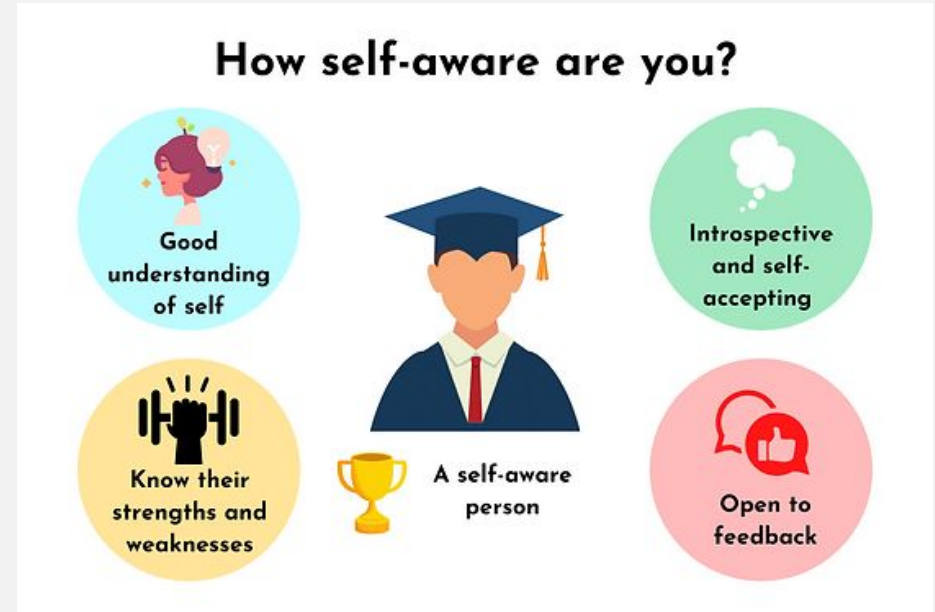 How self-aware are you?
Good
understanding
of self
Introspective
and self-
accepting
Know their
strengths and
weaknesses
A self-aware
person
Open to
feedback